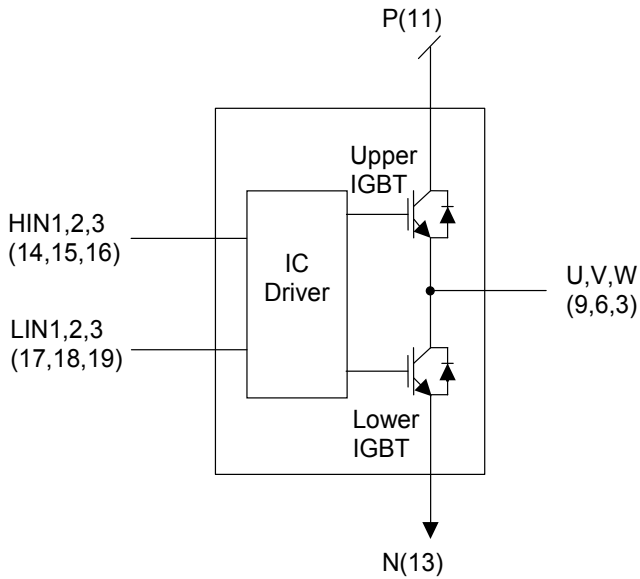 P(11)
Upper
IGBT
HIN1,2,3
(14,15,16)
IC
Driver
U,V,W
(9,6,3)
LIN1,2,3
(17,18,19)
Lower
IGBT
N(13)